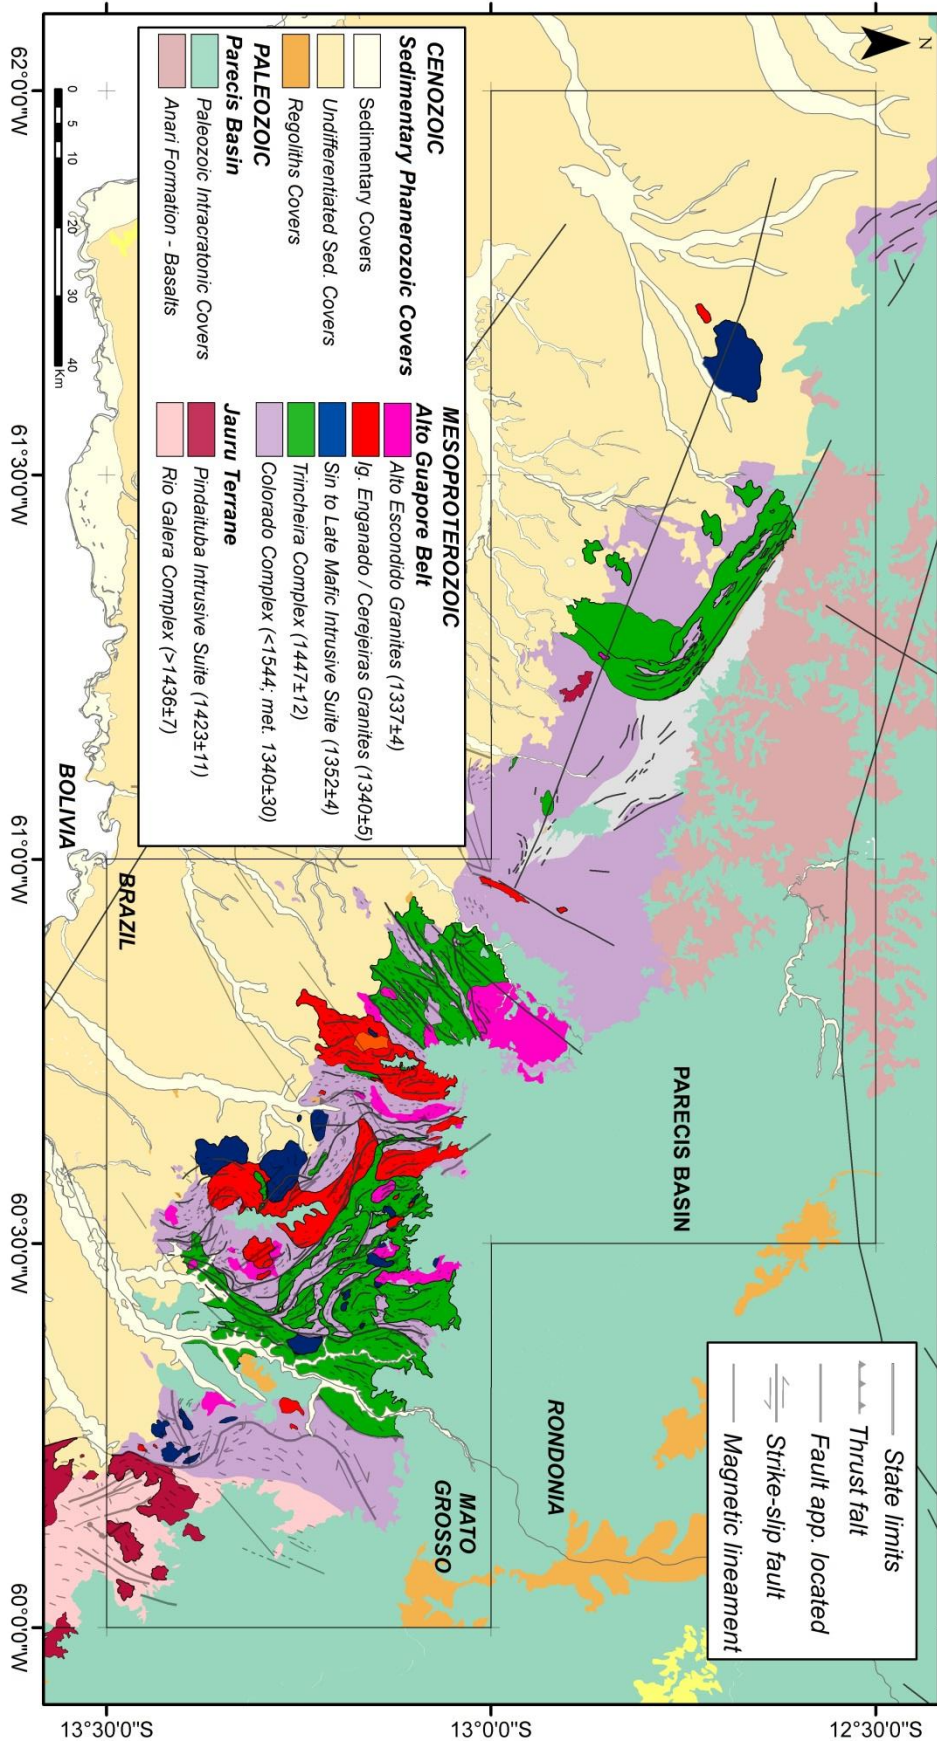 N
62°0'0"W
61°30'0"W
61°0'0"W
60°30'0"W
60°0'0"W
12°30'0"S
13°0'0"S
13°30'0"S
CENOZOIC
Sedimentary Phanerozoic Covers
Sedimentary Covers
Undifferentiated Sed. Covers
Regoliths Covers
PALEOZOIC
Parecis Basin
Paleozoic Intracratonic Covers
Anari Formation - Basalts
MESOPROTEROZOIC
Alto Guapore Belt
Alto Escondido Granites (1337±4)
Ig. Enganado / Cerejeiras Granites (1340±5)
Sin to Late Mafic Intrusive Suite (1352±4)
Trincheira Complex (1447±12)
Colorado Complex (<1544; met. 1340±30)
Jauru Terrane
Pindaituba Intrusive Suite (1423±11)
Rio Galera Complex (>1436±7)
0 5 10 20 30 40
Km
State limits
Thrust falt
Fault app. located
Strike-slip fault
Magnetic lineament
PARECIS BASIN
RONDONIA
MATO
GROSSO
BRAZIL
BOLIVIA